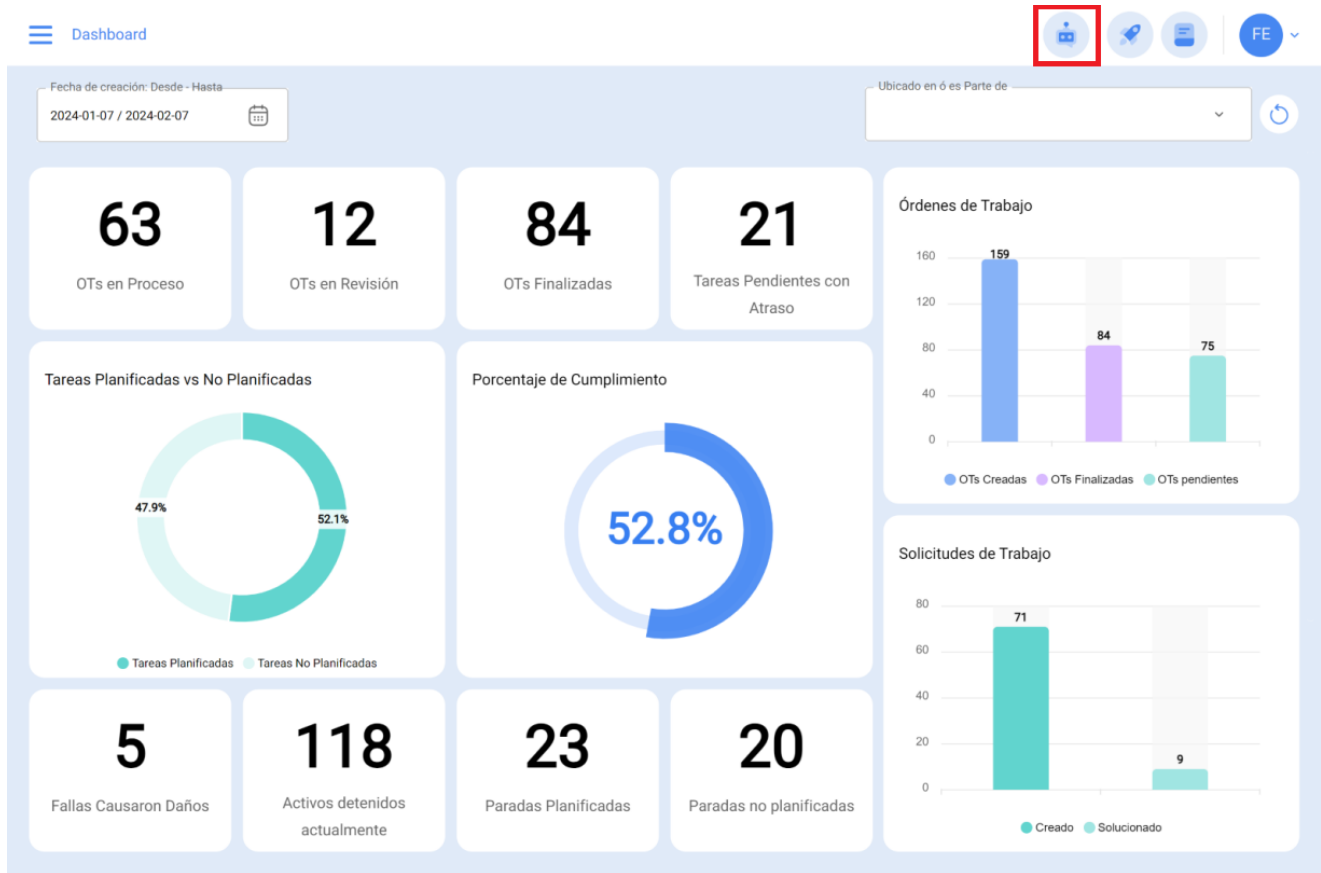 Dashboard
FE
Fecha de creación: Desde - Hasta
2024-01-07 / 2024-02-07
Ubicado en ó es Parte de
63
OTs en Proceso
12
OTs en Revisión
84
OTs Finalizadas
21
Tareas Pendientes con
Atraso
Órdenes de Trabajo
160
120
80
40
0
159
84
75
OTs Creadas
OTs Finalizadas
OTs pendientes
Tareas Planificadas vs No Planificadas
47.9%
52.1%
Tareas Planificadas
Tareas No Planificadas
Porcentaje de Cumplimiento
52.8%
Solicitudes de Trabajo
80
60
40
20
0
71
9
Creado
Solucionado
5
Fallas Causaron Daños
118
Activos detenidos
actualmente
23
Paradas Planificadas
20
Paradas no planificadas